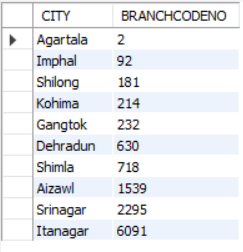 CITY BRANCHCODENO
Agartala 2
Imphal 92
Shilong 181
Kohima 214
Gangtok 232
Dehradun 630
Shimla 718
Aizawl 1539
Srinagar 2295
Itanagar 6091